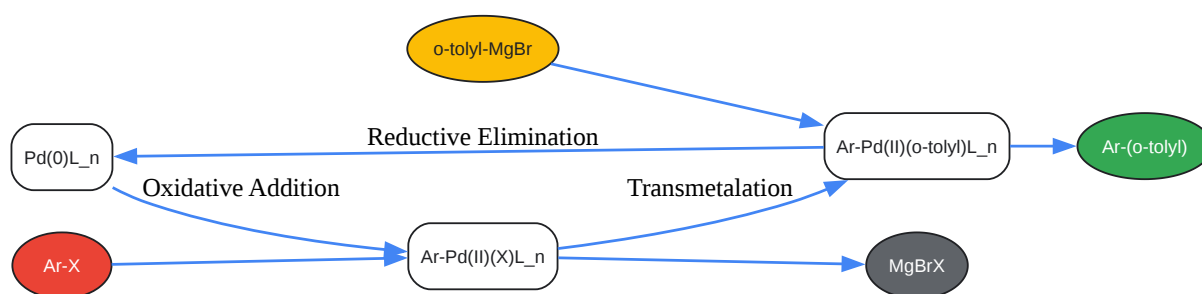 o-tolyl-MgBr
Reductive Elimination
Ar-Pd(II)(o-tolyl)L_n
Ar-(o-tolyl)
Pd(0)L_n
Oxidative Addition
Transmetalation
Ar-X
Ar-Pd(II)(X)L_n
MgBrX